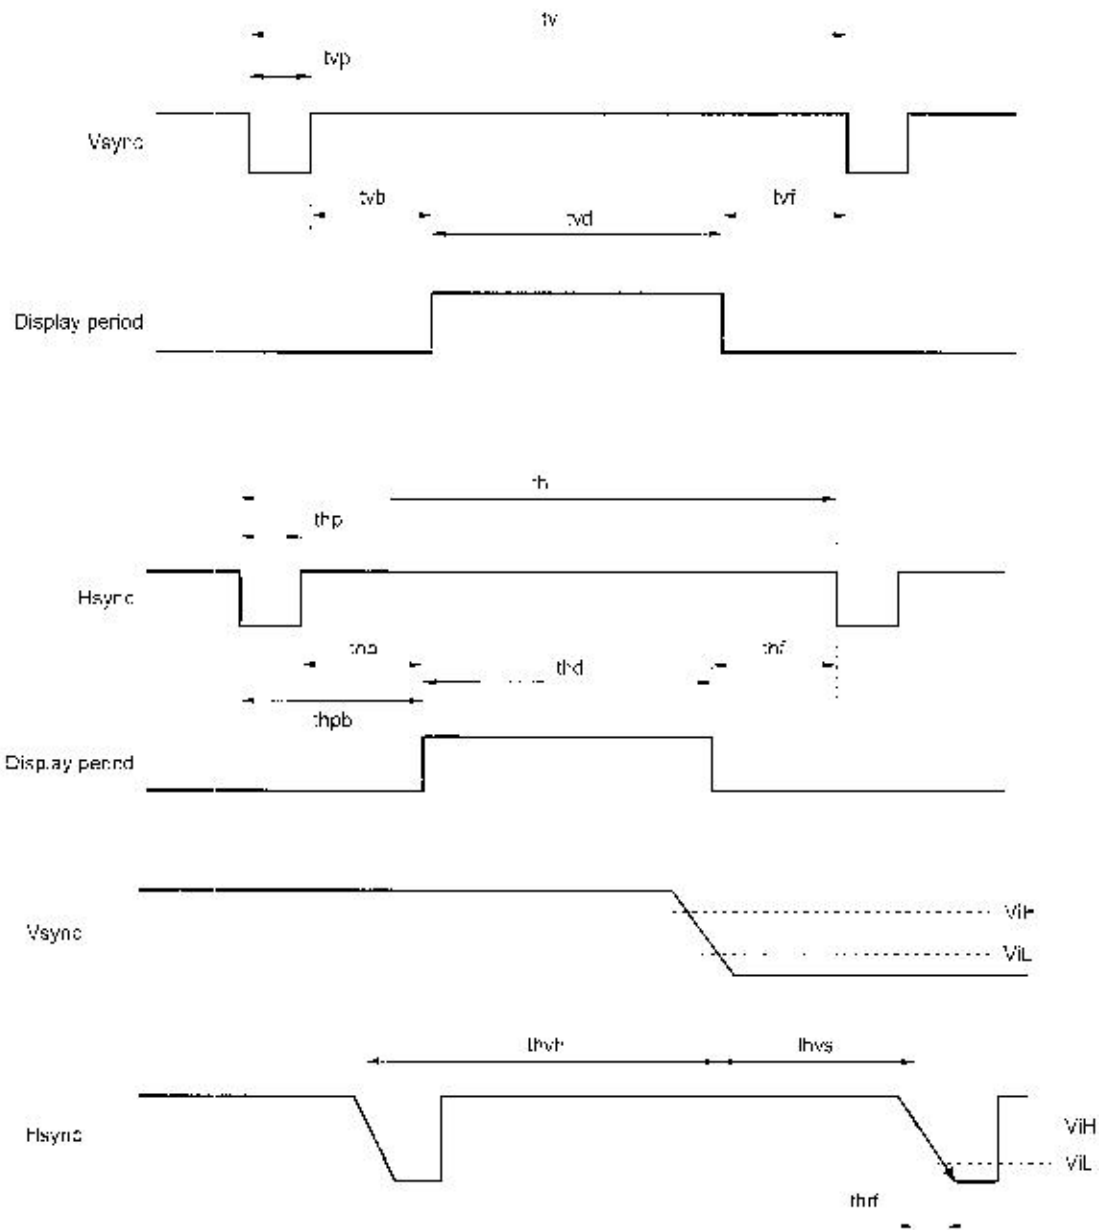 tv
tvp
Vsync
tvb
tvf
tvd
Display period
th
thp
Hsync
thf
thd
thpb
Display period
ViH
Vsync
ViL
thvh
thvs
Hsync
ViH
ViL
thrf